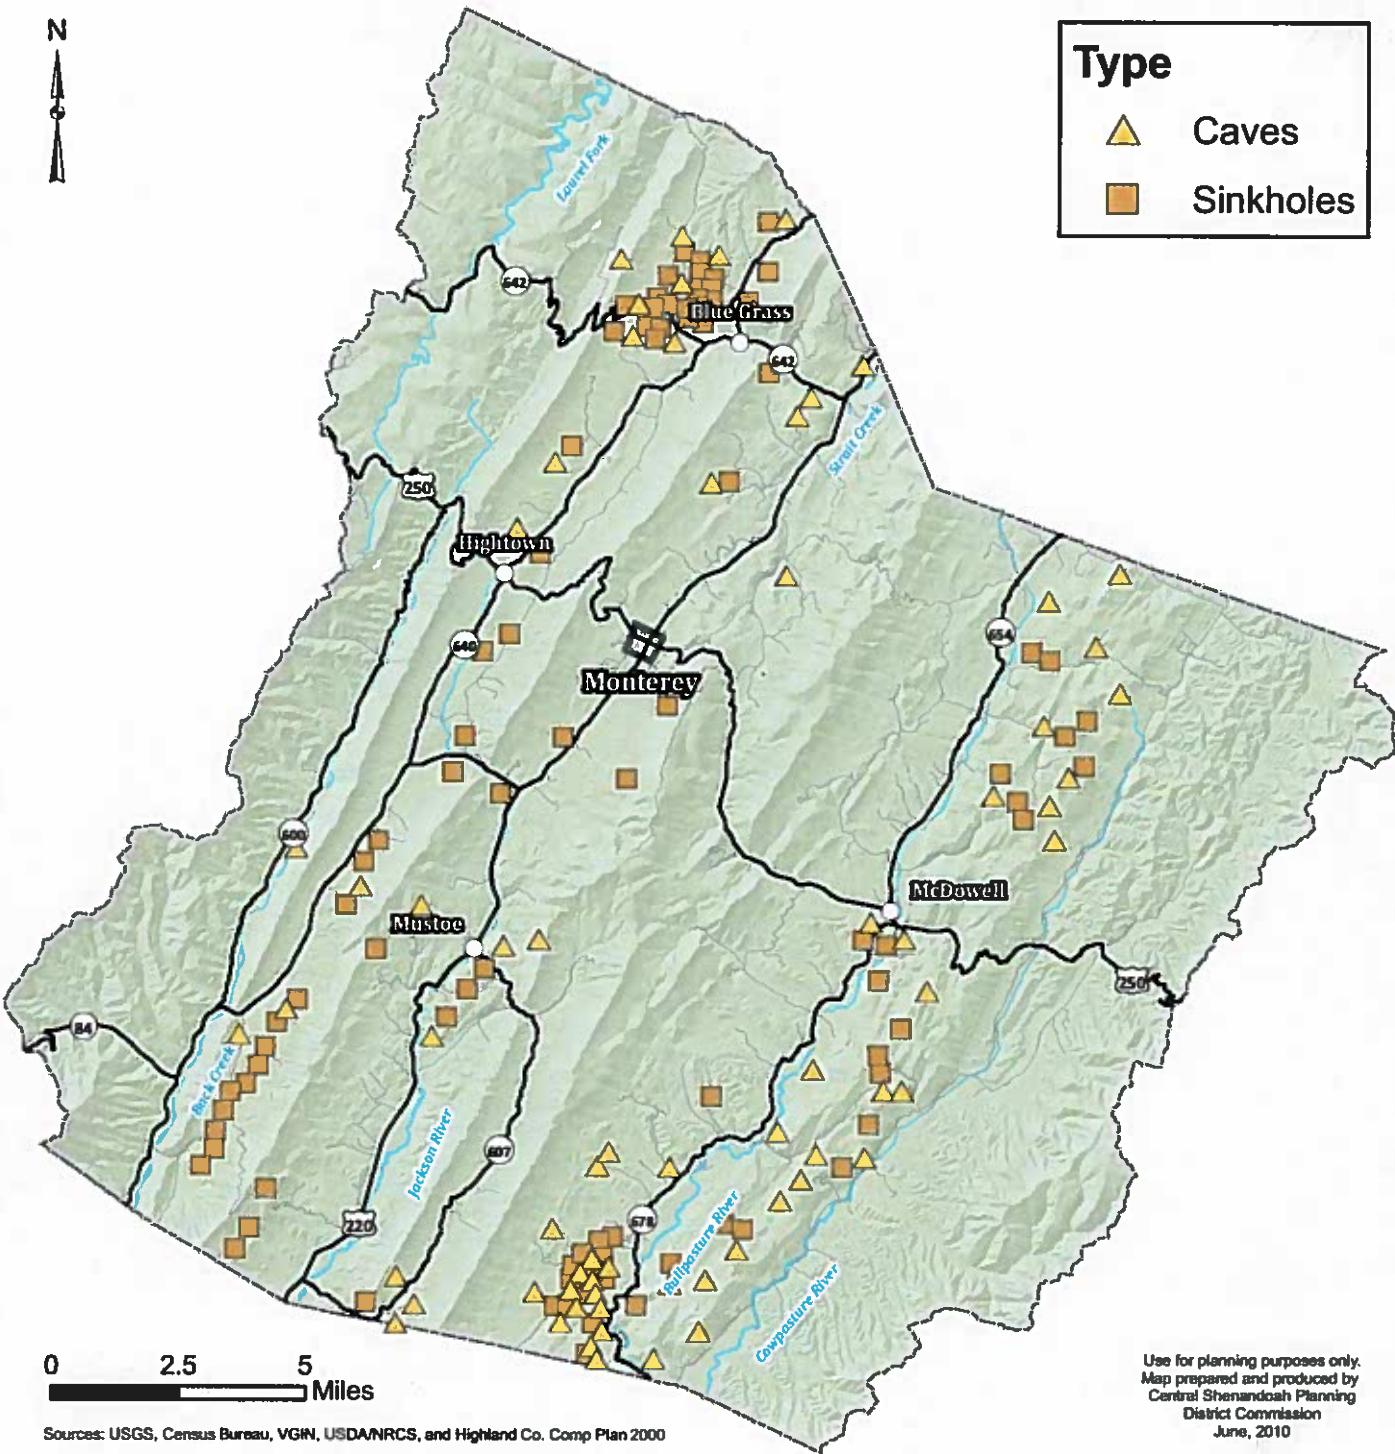 N
Type
Caves
Sinkholes
Laurel Fork
642
Blue Grass
642
Strait Creek
250
Hightown
654
640
Monterey
600
McDowell
Mustoe
250
84
Back Creek
Jackson River
607
678
220
Bullpasture River
Cowpasture River
0 2.5 5
Miles
Use for planning purposes only.
Map prepared and produced by
Central Shenandoah Planning
District Commission
June, 2010
Sources: USGS, Census Bureau, VGIN, USDA/NRCS, and Highland Co. Comp Plan 2000